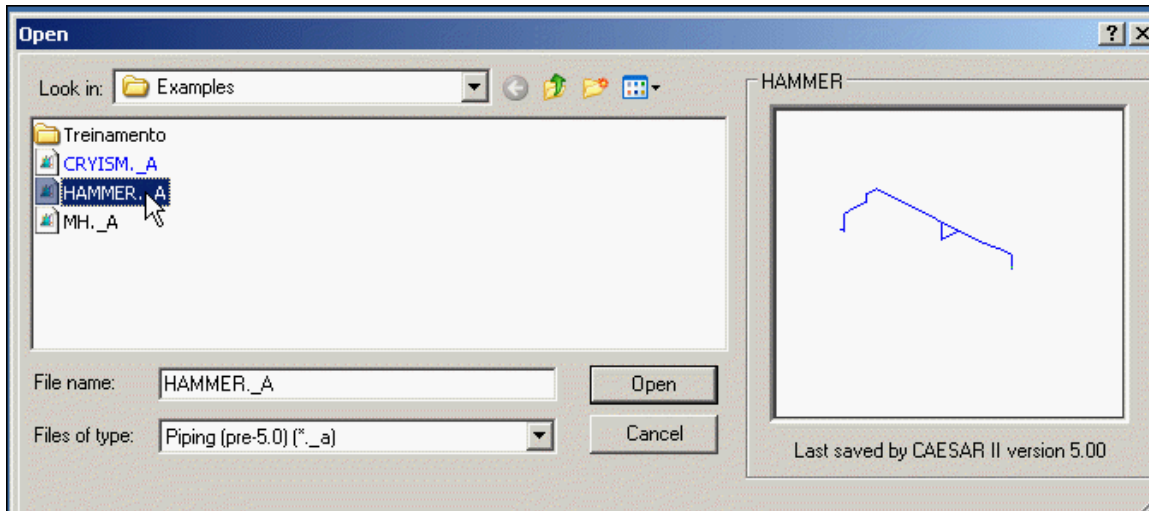 Open
Look in: Examples
HAMMER
Treinamento
CRYISM._A
HAMMER._A
MH._A
File name: HAMMER._A Open
Files of type: Piping (pre-5.0) (*._a) Cancel
Last saved by CAESAR II version 5.00